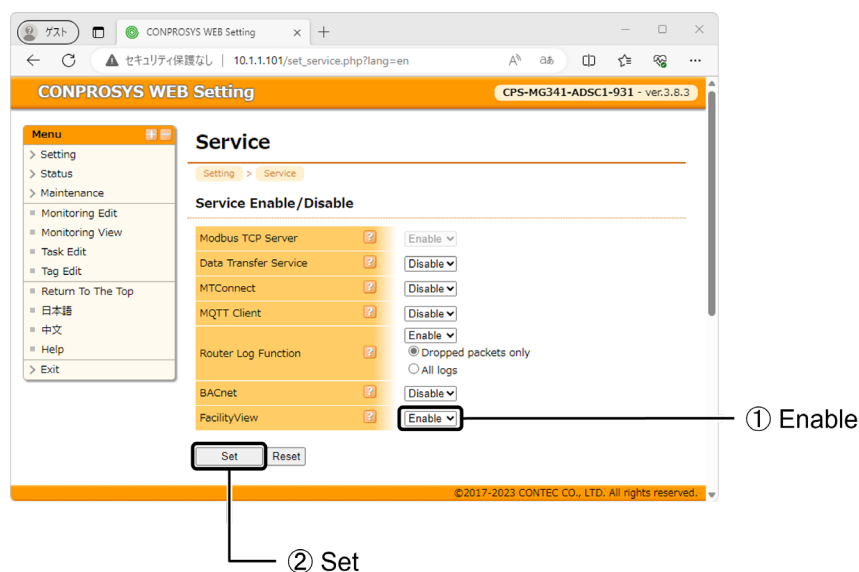 ゲスト
CONPROSYS WEB Setting
セキュリティ保護なし | 10.1.1.101/set_service.php?lang=en
CONPROSYS WEB Setting
CPS-MG341-ADSC1-931 - ver.3.8.3
Menu
Setting
Status
Maintenance
Monitoring Edit
Monitoring View
Task Edit
Tag Edit
Return To The Top
日本語
中文
Help
Exit
Service
Setting > Service
Service Enable/Disable
Modbus TCP Server ? Enable
Data Transfer Service ? Disable
MTConnect ? Disable
MQTT Client ? Disable
Router Log Function ? Enable
Dropped packets only
All logs
BACnet ? Disable
FacilityView ? Enable
Set Reset
©2017-2023 CONTEC CO., LTD. All rights reserved.
① Enable
② Set